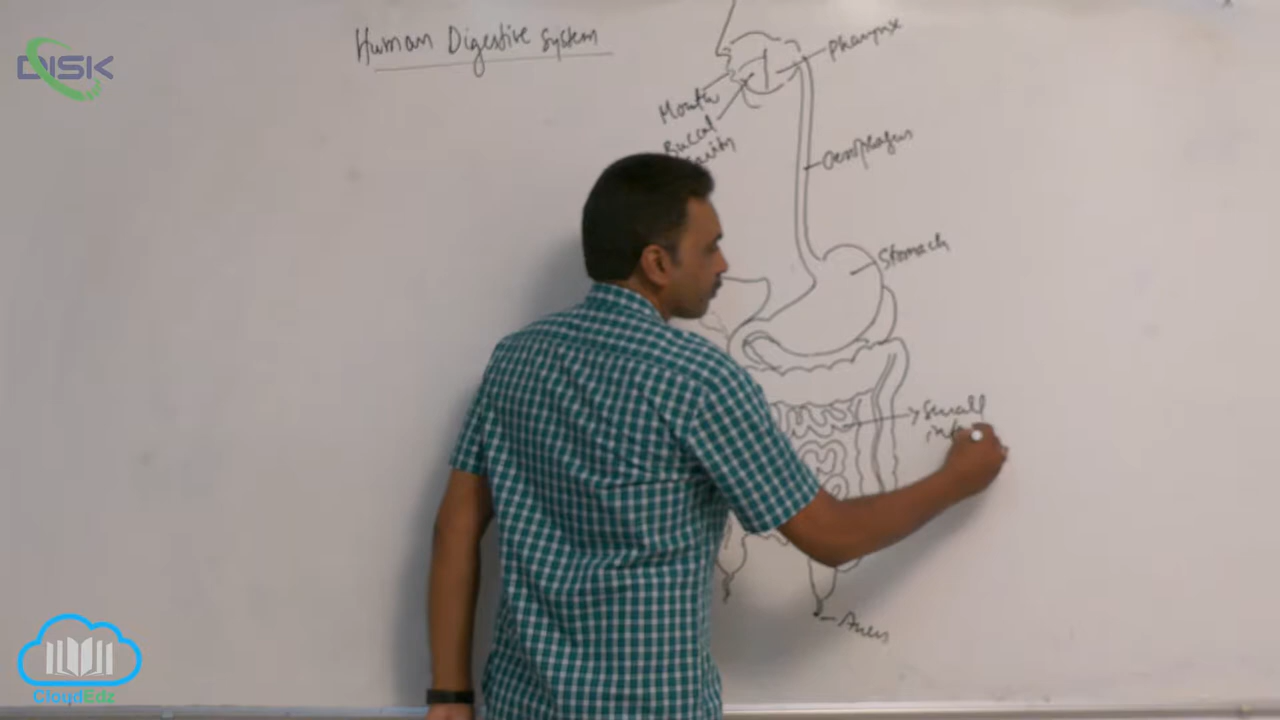 DISK
Human Digestive System
Pharynx
Mouth
Buccal
Oesophagus
Stomach
Small
Anus
CloudEdz